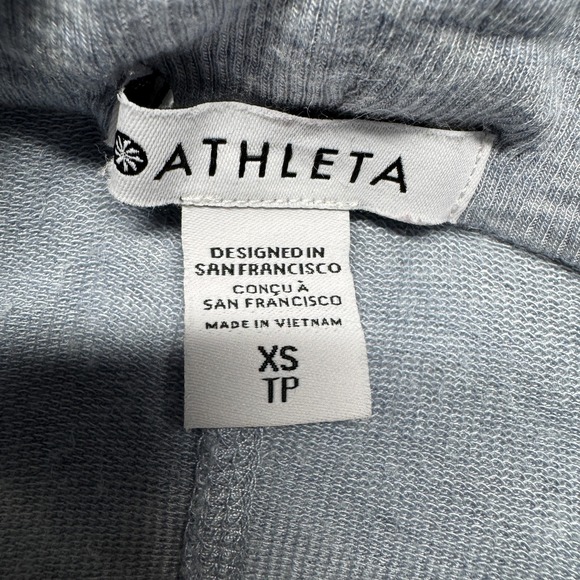 ATHLETA
DESIGNED IN
SAN FRANCISCO
CONÇU À
SAN FRANCISCO
MADE IN VIETNAM
XS
TP